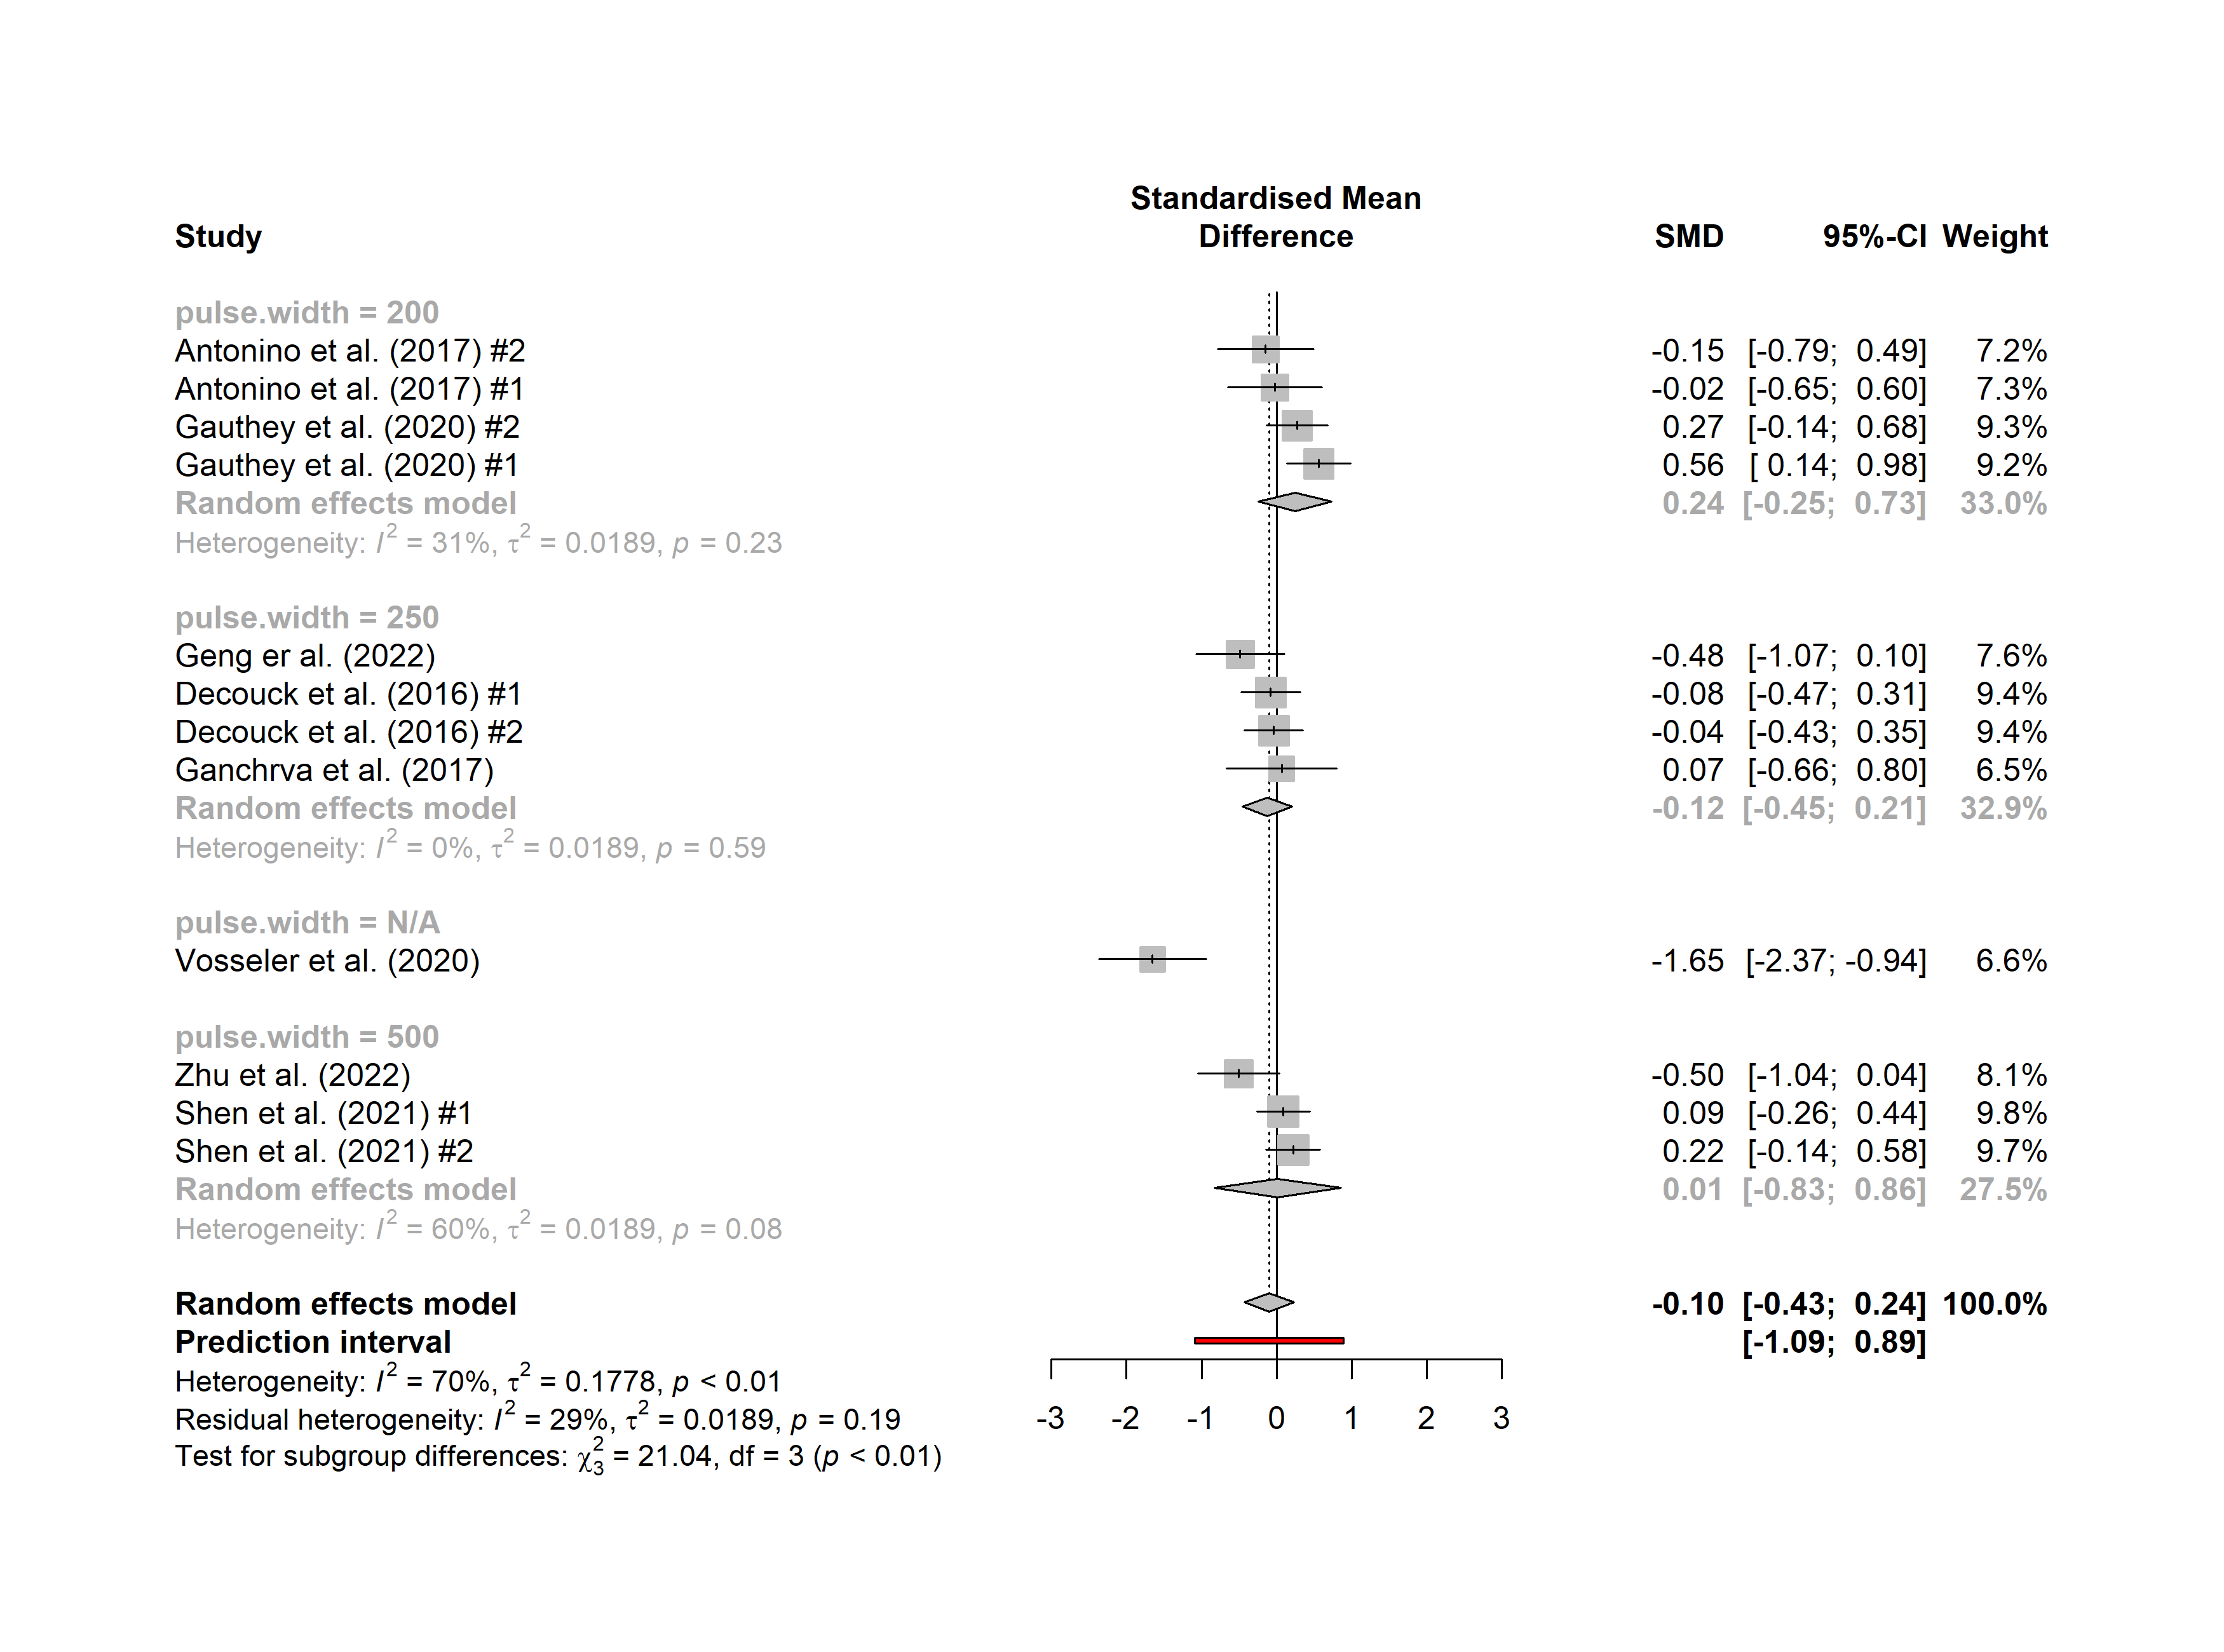 Standardised Mean
Study Difference SMD 95%-CI Weight
pulse.width = 200
Antonino et al. (2017) #2 -0.15 [-0.79; 0.49] 7.2%
Antonino et al. (2017) #1 -0.02 [-0.65; 0.60] 7.3%
Gauthey et al. (2020) #2 0.27 [-0.14; 0.68] 9.3%
Gauthey et al. (2020) #1 0.56 [ 0.14; 0.98] 9.2%
Random effects model 0.24 [-0.25; 0.73] 33.0%
Heterogeneity: I² = 31%, τ² = 0.0189, p = 0.23
pulse.width = 250
Geng er al. (2022) -0.48 [-1.07; 0.10] 7.6%
Decouck et al. (2016) #1 -0.08 [-0.47; 0.31] 9.4%
Decouck et al. (2016) #2 -0.04 [-0.43; 0.35] 9.4%
Ganchrva et al. (2017) 0.07 [-0.66; 0.80] 6.5%
Random effects model -0.12 [-0.45; 0.21] 32.9%
Heterogeneity: I² = 0%, τ² = 0.0189, p = 0.59
pulse.width = N/A
Vosseler et al. (2020) -1.65 [-2.37; -0.94] 6.6%
pulse.width = 500
Zhu et al. (2022) -0.50 [-1.04; 0.04] 8.1%
Shen et al. (2021) #1 0.09 [-0.26; 0.44] 9.8%
Shen et al. (2021) #2 0.22 [-0.14; 0.58] 9.7%
Random effects model 0.01 [-0.83; 0.86] 27.5%
Heterogeneity: I² = 60%, τ² = 0.0189, p = 0.08
Random effects model -0.10 [-0.43; 0.24] 100.0%
Prediction interval [-1.09; 0.89]
Heterogeneity: I² = 70%, τ² = 0.1778, p < 0.01
Residual heterogeneity: I² = 29%, τ² = 0.0189, p = 0.19
-3 -2 -1 0 1 2 3
Test for subgroup differences: χ²₃ = 21.04, df = 3 (p < 0.01)